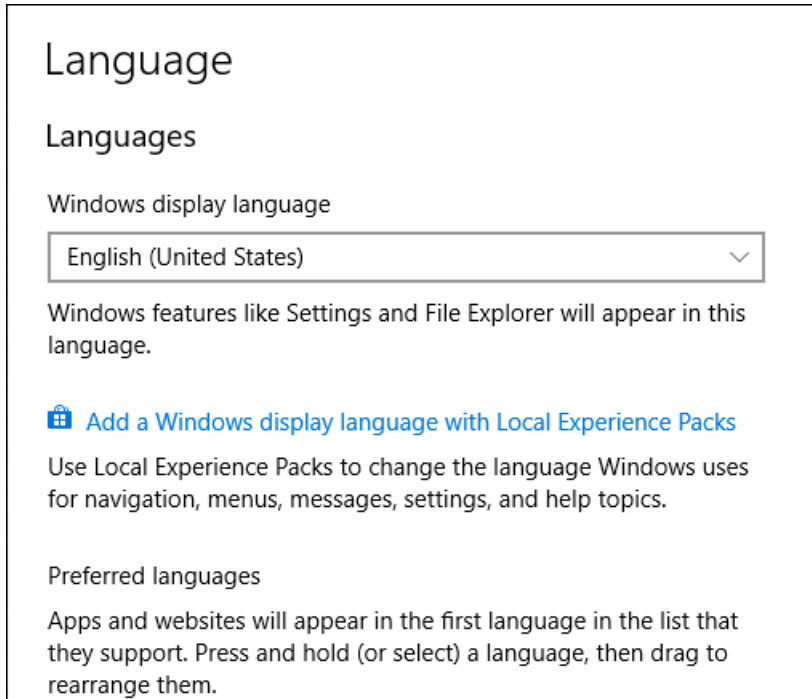 Language
Languages
Windows display language
English (United States)
Windows features like Settings and File Explorer will appear in this
language.
Add a Windows display language with Local Experience Packs
Use Local Experience Packs to change the language Windows uses
for navigation, menus, messages, settings, and help topics.
Preferred languages
Apps and websites will appear in the first language in the list that
they support. Press and hold (or select) a language, then drag to
rearrange them.